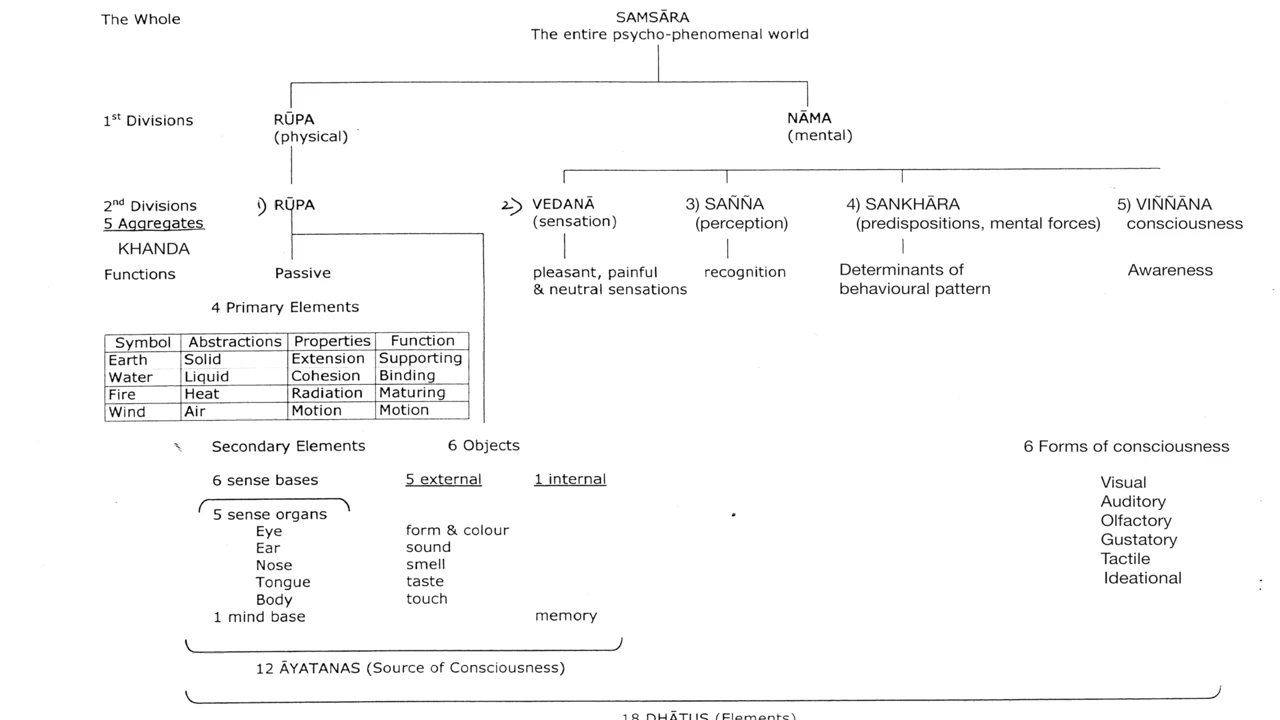 The Whole
SAMSĀRA
The entire psycho-phenomenal world
1st Divisions
RŪPA
(physical)
NĀMA
(mental)
2nd Divisions
5 Aggregates
KHANDA
1) RŪPA
2) VEDANĀ
(sensation)
3) SAÑÑA
(perception)
4) SANKHĀRA
(predispositions, mental forces)
5) VIÑÑĀNA
consciousness
Functions
Passive
pleasant, painful
& neutral sensations
recognition
Determinants of
behavioural pattern
Awareness
4 Primary Elements
Symbol Abstractions Properties Function
Earth Solid Extension Supporting
Water Liquid Cohesion Binding
Fire Heat Radiation Maturing
Wind Air Motion Motion
Secondary Elements 6 Objects
6 Forms of consciousness
6 sense bases 5 external 1 internal
5 sense organs
Eye form & colour
Ear sound
Nose smell
Tongue taste
Body touch
1 mind base memory
Visual
Auditory
Olfactory
Gustatory
Tactile
Ideational
12 ĀYATANAS (Source of Consciousness)
18 DHĀTUS (Elements)